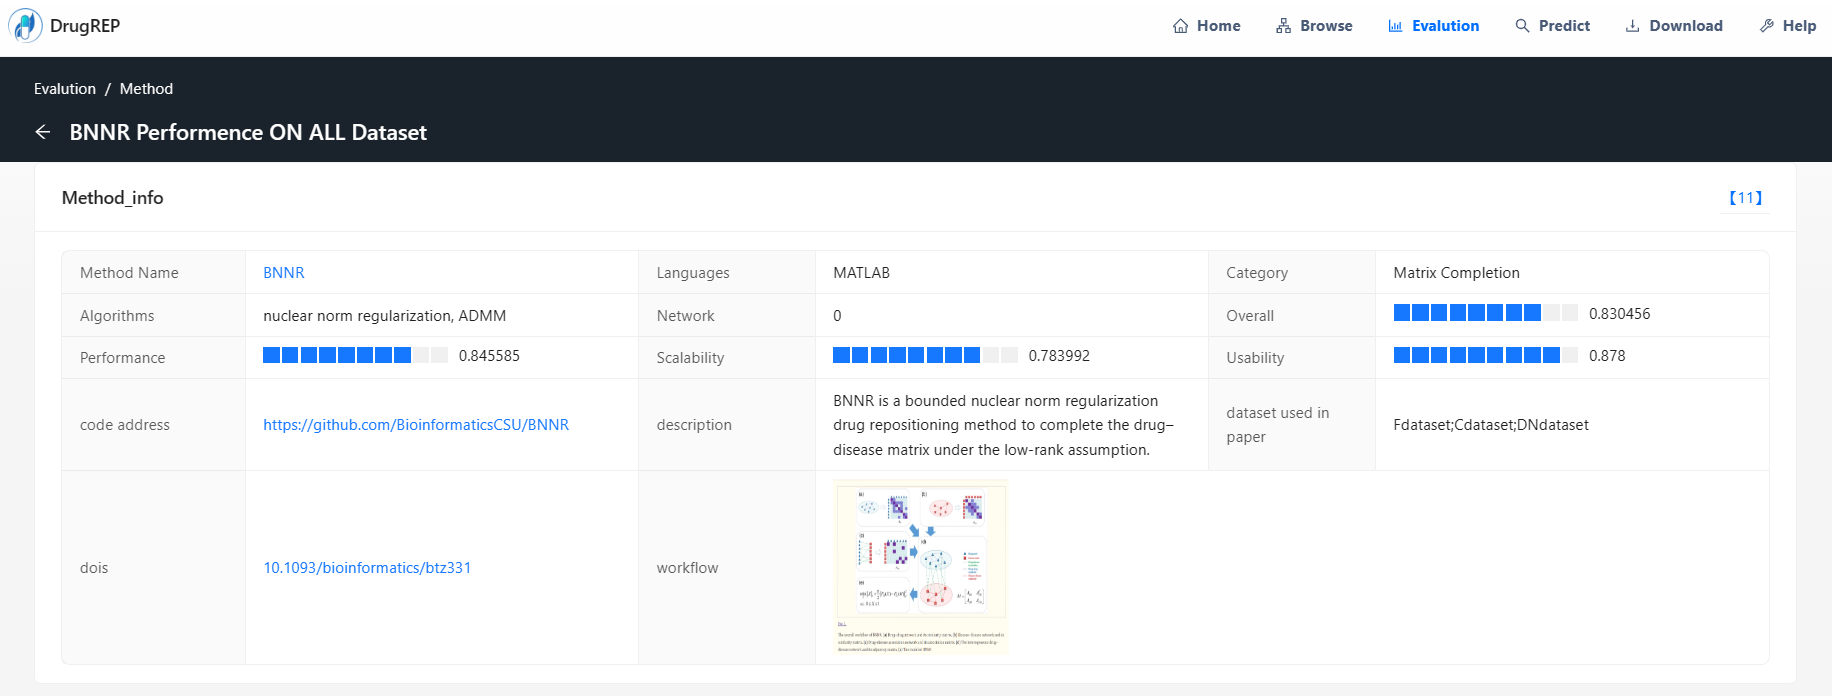 DrugREP
Home Browse Evalution Predict Download Help
Evalution / Method
BNNR Performence ON ALL Dataset
Method_info
【11】
Method Name BNNR Languages MATLAB Category Matrix Completion
Algorithms nuclear norm regularization, ADMM Network 0 Overall 0.830456
Performance 0.845585 Scalability 0.783992 Usability 0.878
code address https://github.com/BioinformaticsCSU/BNNR description
BNNR is a bounded nuclear norm regularization
drug repositioning method to complete the drug–
disease matrix under the low-rank assumption.
dataset used in
paper
Fdataset;Cdataset;DNdataset
dois 10.1093/bioinformatics/btz331 workflow